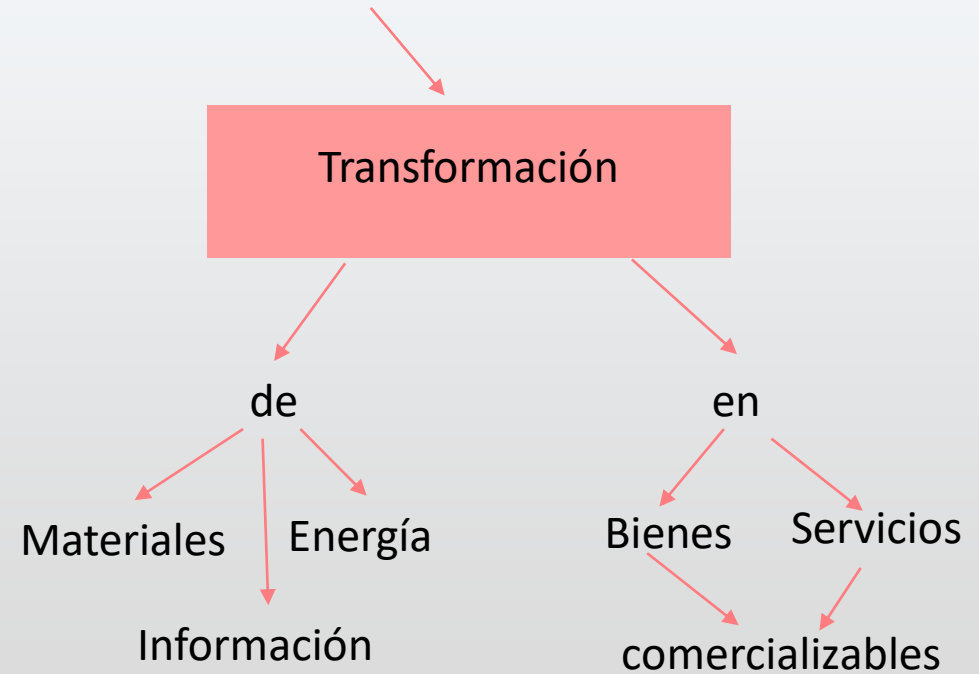 Transformación
de
en
Materiales
Energía
Información
Bienes
Servicios
comercializables